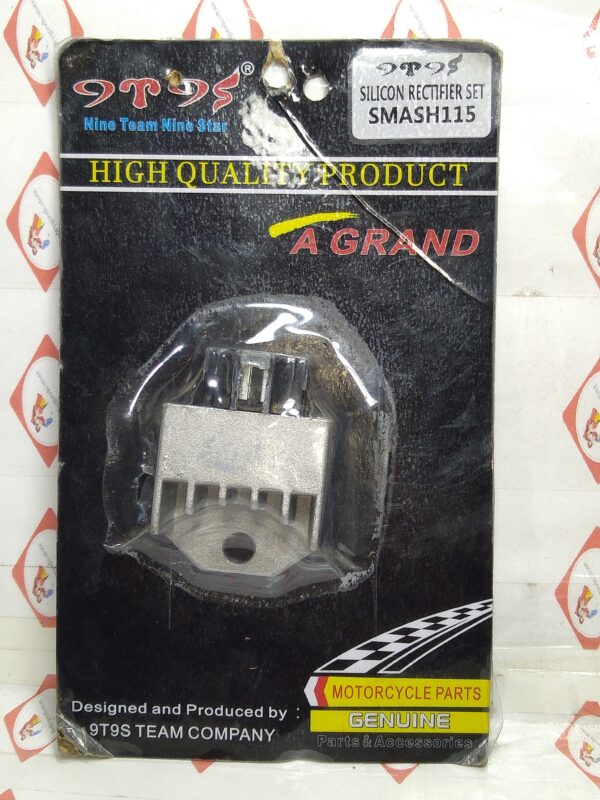 9T9S®
Nine Team Nine Star
9T9S
SILICON RECTIFIER SET
SMASH115
HIGH QUALITY PRODUCT
A GRAND
MOTORCYCLE PARTS
GENUINE
Parts & Accessories
Designed and Produced by :
9T9S TEAM COMPANY